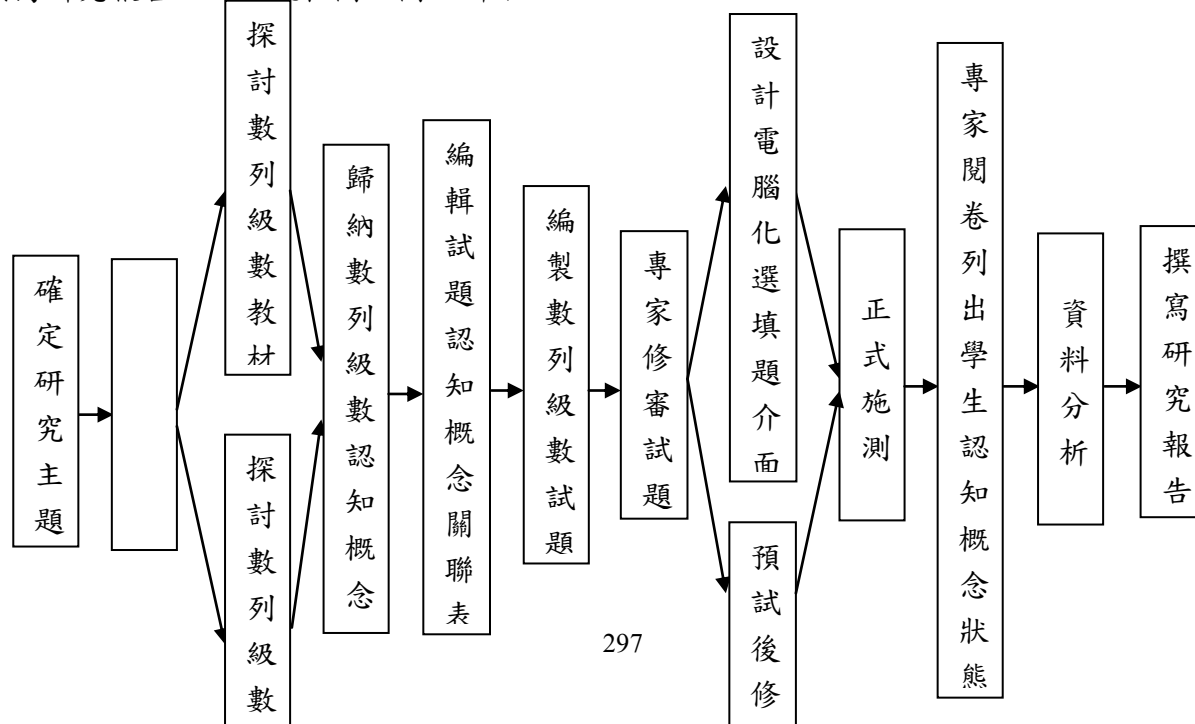 確定研究主題
探討數列級數教材
探討數列級數
歸納數列級數認知概念
編輯試題認知概念關聯表
編製數列級數試題
專家修審試題
設計電腦化選填題介面
預試後修
正式施測
專家閱卷列出學生認知概念狀態
資料分析
撰寫研究報告
297